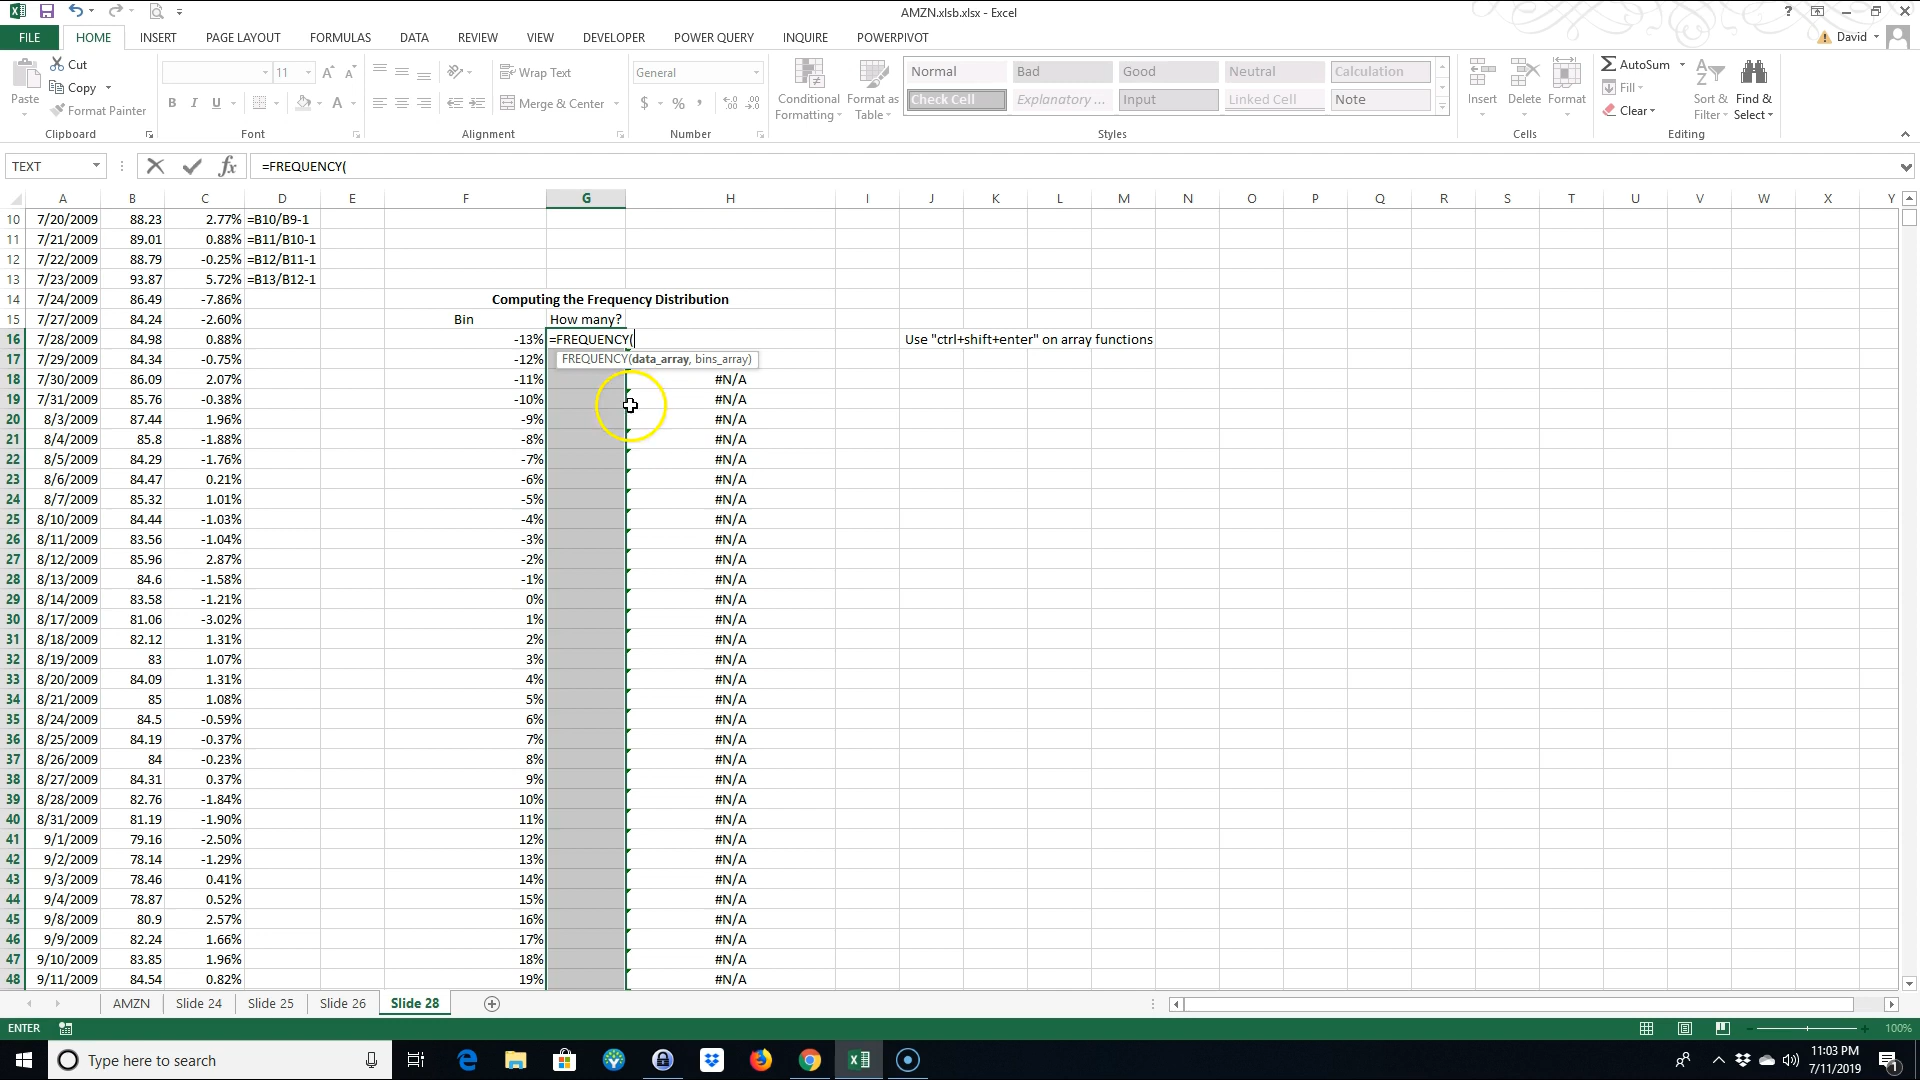 AMZN.xlsb.xlsx - Excel
?
FILE HOME INSERT PAGE LAYOUT FORMULAS DATA REVIEW VIEW DEVELOPER POWER QUERY INQUIRE POWERPIVOT David
Cut
Copy
Format Painter
Paste
11
Wrap Text
Merge & Center
General
$ % ,
B I U
Conditional Formatting
Format as Table
Normal Bad Good Neutral Calculation
Check Cell Explanatory ... Input Linked Cell Note
Insert Delete Format
AutoSum
Fill
Clear
Sort & Filter
Find & Select
Clipboard Font Alignment Number Styles Cells Editing
TEXT fx =FREQUENCY(
A B C D E F G H I J K L M N O P Q R S T U V W X Y
10 7/20/2009 88.23 2.77% =B10/B9-1
11 7/21/2009 89.01 0.88% =B11/B10-1
12 7/22/2009 88.79 -0.25% =B12/B11-1
13 7/23/2009 93.87 5.72% =B13/B12-1
14 7/24/2009 86.49 -7.86% Computing the Frequency Distribution
15 7/27/2009 84.24 -2.60% Bin How many?
16 7/28/2009 84.98 0.88% -13% =FREQUENCY( Use "ctrl+shift+enter" on array functions
17 7/29/2009 84.34 -0.75% -12% FREQUENCY(data_array, bins_array)
18 7/30/2009 86.09 2.07% -11% #N/A
19 7/31/2009 85.76 -0.38% -10% #N/A
20 8/3/2009 87.44 1.96% -9% #N/A
21 8/4/2009 85.8 -1.88% -8% #N/A
22 8/5/2009 84.29 -1.76% -7% #N/A
23 8/6/2009 84.47 0.21% -6% #N/A
24 8/7/2009 85.32 1.01% -5% #N/A
25 8/10/2009 84.44 -1.03% -4% #N/A
26 8/11/2009 83.56 -1.04% -3% #N/A
27 8/12/2009 85.96 2.87% -2% #N/A
28 8/13/2009 84.6 -1.58% -1% #N/A
29 8/14/2009 83.58 -1.21% 0% #N/A
30 8/17/2009 81.06 -3.02% 1% #N/A
31 8/18/2009 82.12 1.31% 2% #N/A
32 8/19/2009 83 1.07% 3% #N/A
33 8/20/2009 84.09 1.31% 4% #N/A
34 8/21/2009 85 1.08% 5% #N/A
35 8/24/2009 84.5 -0.59% 6% #N/A
36 8/25/2009 84.19 -0.37% 7% #N/A
37 8/26/2009 84 -0.23% 8% #N/A
38 8/27/2009 84.31 0.37% 9% #N/A
39 8/28/2009 82.76 -1.84% 10% #N/A
40 8/31/2009 81.19 -1.90% 11% #N/A
41 9/1/2009 79.16 -2.50% 12% #N/A
42 9/2/2009 78.14 -1.29% 13% #N/A
43 9/3/2009 78.46 0.41% 14% #N/A
44 9/4/2009 78.87 0.52% 15% #N/A
45 9/8/2009 80.9 2.57% 16% #N/A
46 9/9/2009 82.24 1.66% 17% #N/A
47 9/10/2009 83.85 1.96% 18% #N/A
48 9/11/2009 84.54 0.82% 19% #N/A
AMZN Slide 24 Slide 25 Slide 26 Slide 28
ENTER 100%
Type here to search
11:03 PM
7/11/2019
1